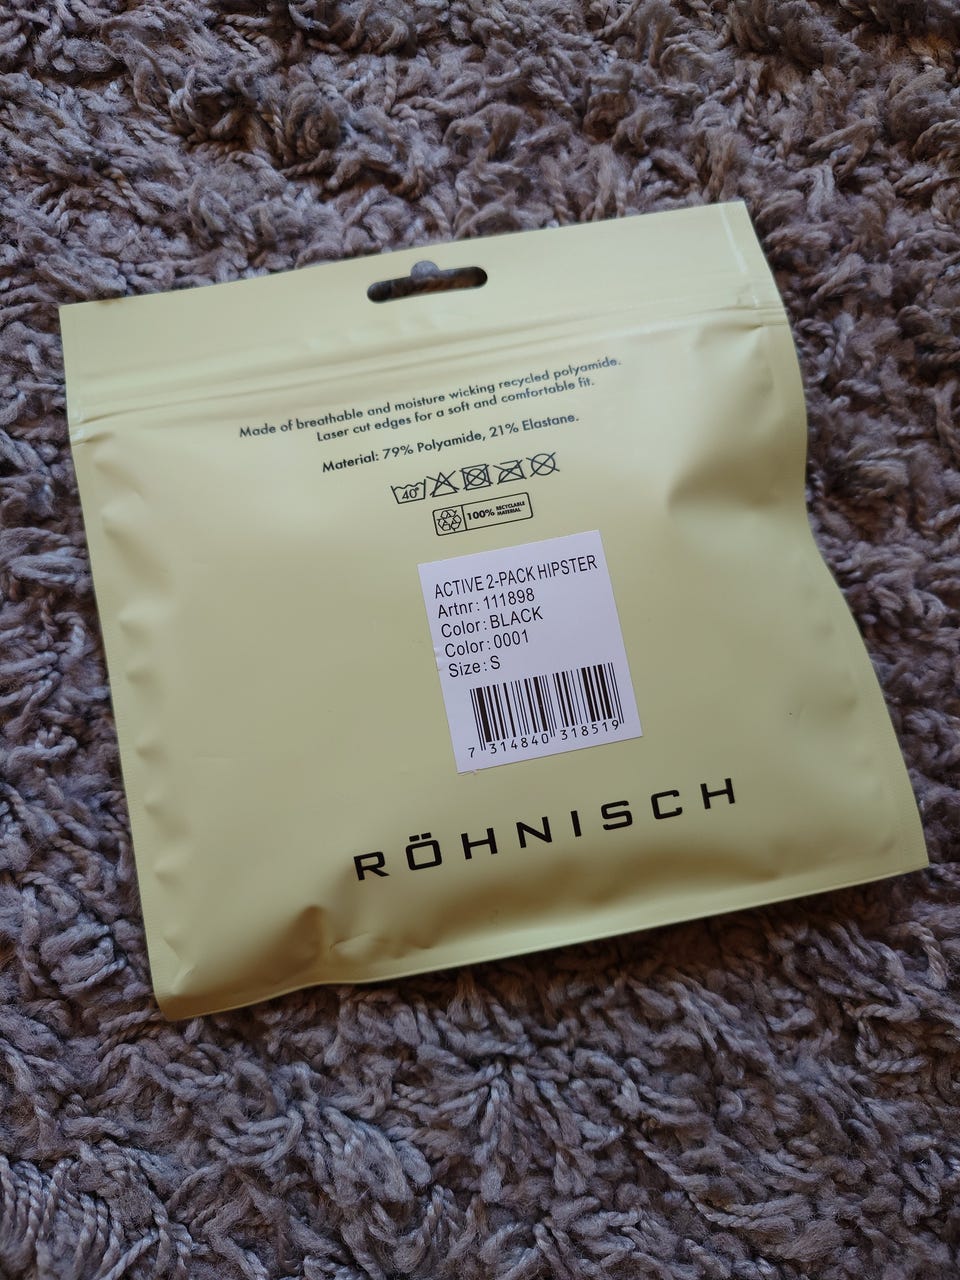 Made of breathable and moisture wicking recycled polyamide.
Laser cut edges for a soft and comfortable fit.
Material: 79% Polyamide, 21% Elastane.
40°
100% RECYCLABLE MATERIAL
ACTIVE 2-PACK HIPSTER
Artnr: 111898
Color: BLACK
Color: 0001
Size: S
7 314840 318519
RÖHNISCH